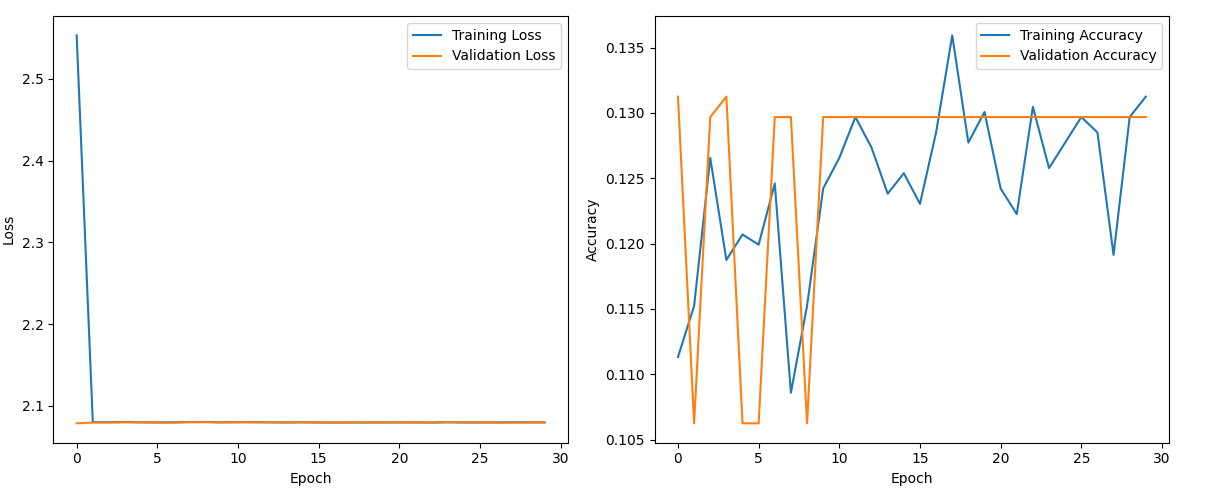 Training Loss
Validation Loss
2.5
2.4
2.3
2.2
2.1
Loss
0 5 10 15 20 25 30
Epoch
Training Accuracy
Validation Accuracy
0.135
0.130
0.125
0.120
0.115
0.110
0.105
Accuracy
0 5 10 15 20 25 30
Epoch